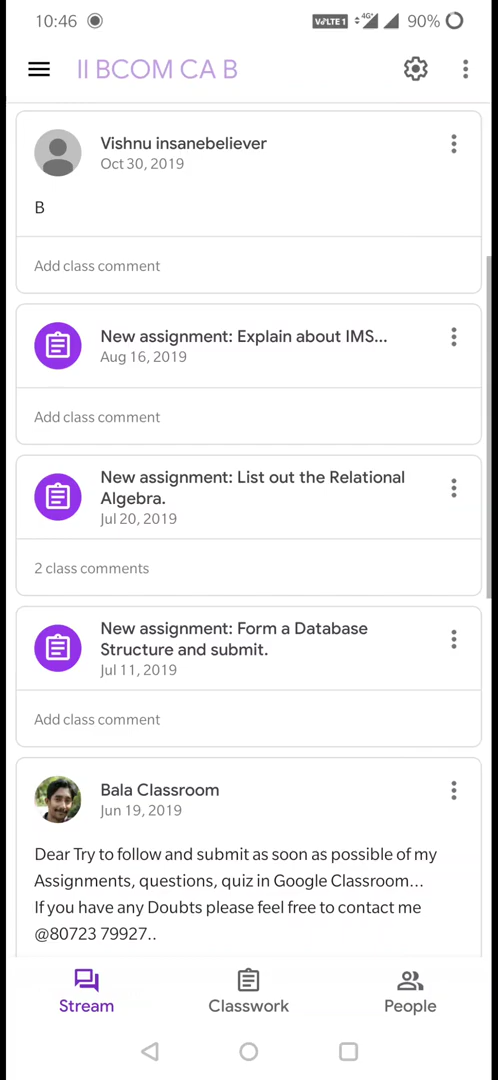 10:46
VoLTE 1 4G+ 90%
II BCOM CA B
Vishnu insanebeliever
Oct 30, 2019
B
Add class comment
New assignment: Explain about IMS...
Aug 16, 2019
Add class comment
New assignment: List out the Relational
Algebra.
Jul 20, 2019
2 class comments
New assignment: Form a Database
Structure and submit.
Jul 11, 2019
Add class comment
Bala Classroom
Jun 19, 2019
Dear Try to follow and submit as soon as possible of my
Assignments, questions, quiz in Google Classroom...
If you have any Doubts please feel free to contact me
@80723 79927..
Stream
Classwork
People